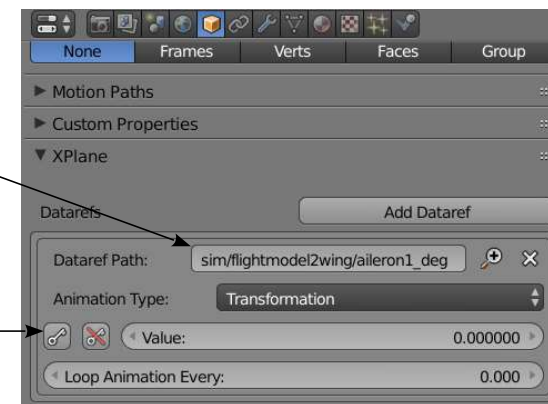 None Frames Verts Faces Group
Motion Paths
Custom Properties
XPlane
Datarefs Add Dataref
Dataref Path: sim/flightmodel2wing/aileron1_deg
Animation Type: Transformation
Value: 0.000000
Loop Animation Every: 0.000